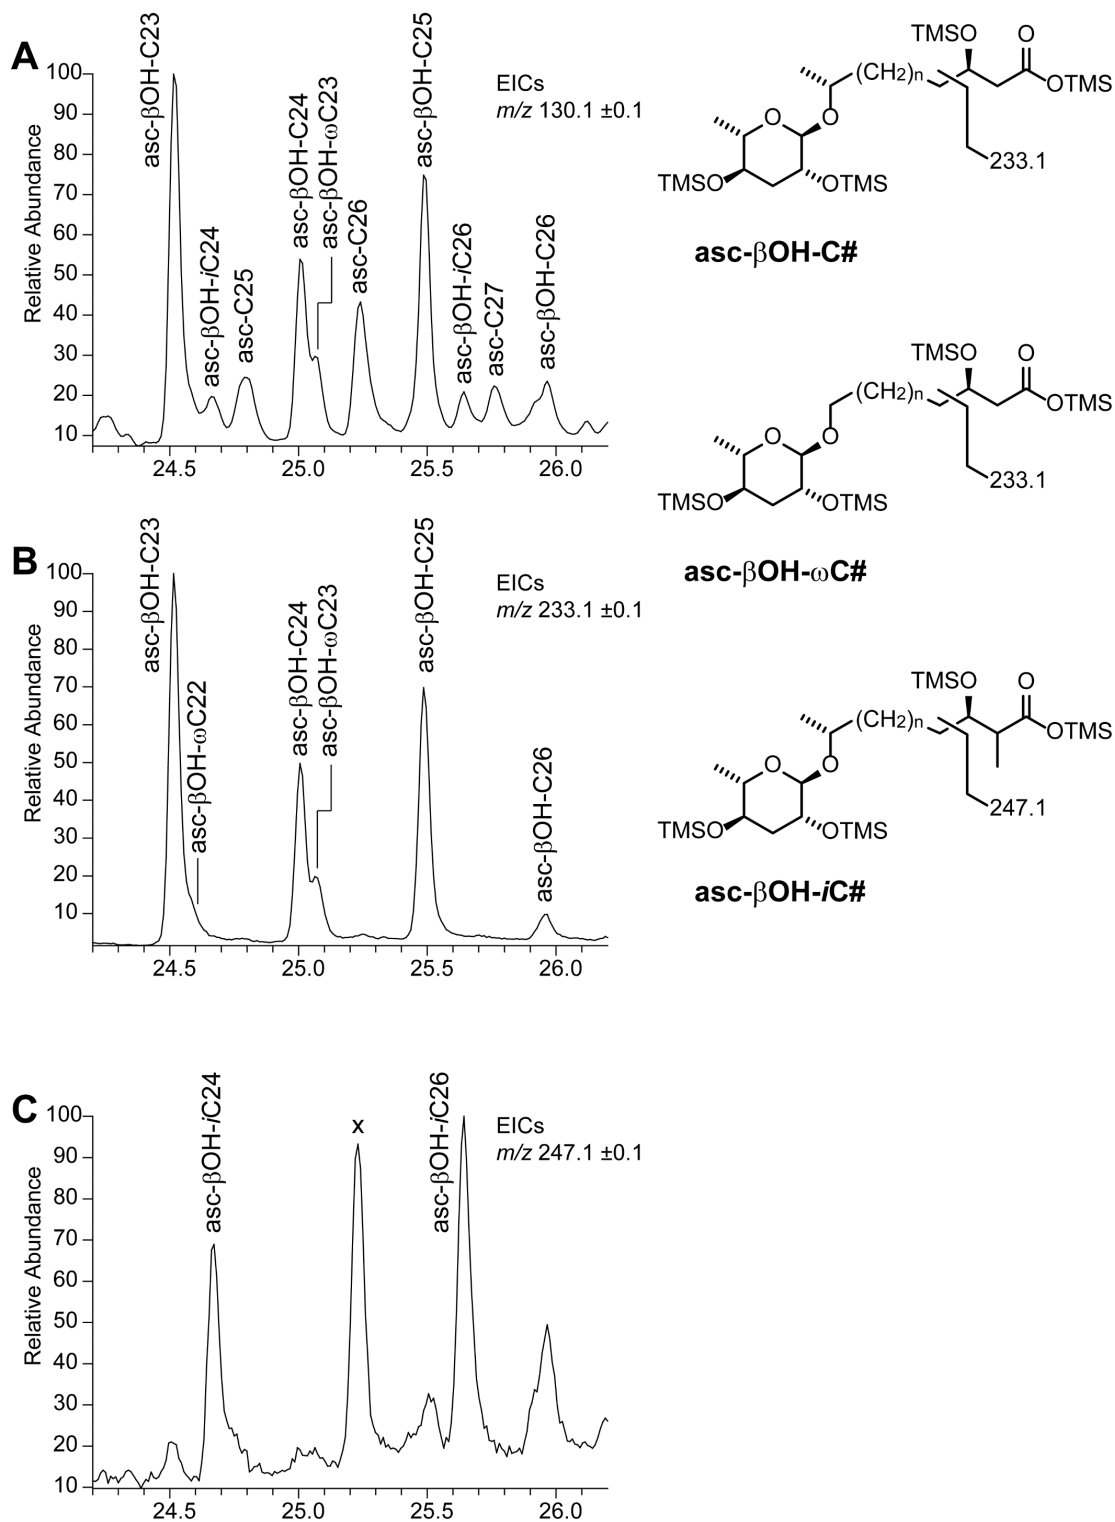 A
asc-βOH-C23
asc-βOH-iC24
asc-C25
asc-βOH-C24
asc-βOH-ωC23
asc-C26
asc-βOH-C25
asc-βOH-iC26
asc-C27
asc-βOH-C26
EICs
m/z 130.1 ±0.1
Relative Abundance
100
90
80
70
60
50
40
30
20
10
24.5 25.0 25.5 26.0
TMSO O
(CH2)n OTMS
O
O
233.1
TMSO OTMS
asc-βOH-C#
TMSO O
(CH2)n OTMS
O
O
233.1
TMSO OTMS
asc-βOH-ωC#
B
asc-βOH-C23
asc-βOH-ωC22
asc-βOH-C24
asc-βOH-ωC23
asc-βOH-C25
asc-βOH-C26
EICs
m/z 233.1 ±0.1
Relative Abundance
100
90
80
70
60
50
40
30
20
10
24.5 25.0 25.5 26.0
TMSO O
(CH2)n OTMS
O
O
247.1
TMSO OTMS
asc-βOH-iC#
C
asc-βOH-iC24
x
asc-βOH-iC26
EICs
m/z 247.1 ±0.1
Relative Abundance
100
90
80
70
60
50
40
30
20
10
24.5 25.0 25.5 26.0